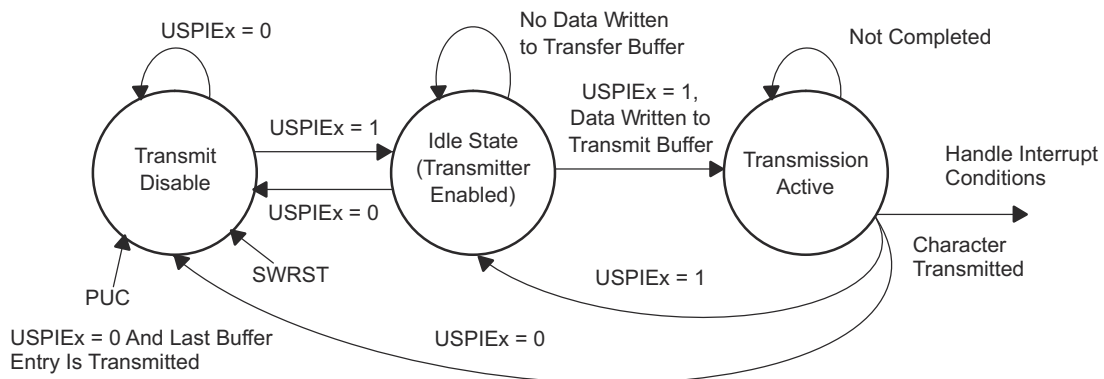 USPIEx = 0
No Data Written
to Transfer Buffer
Not Completed
USPIEx = 1
USPIEx = 1,
Data Written to
Transmit Buffer
Transmit
Disable
Idle State
(Transmitter
Enabled)
Transmission
Active
Handle Interrupt
Conditions
USPIEx = 0
Character
Transmitted
PUC
SWRST
USPIEx = 1
USPIEx = 0 And Last Buffer
Entry Is Transmitted
USPIEx = 0